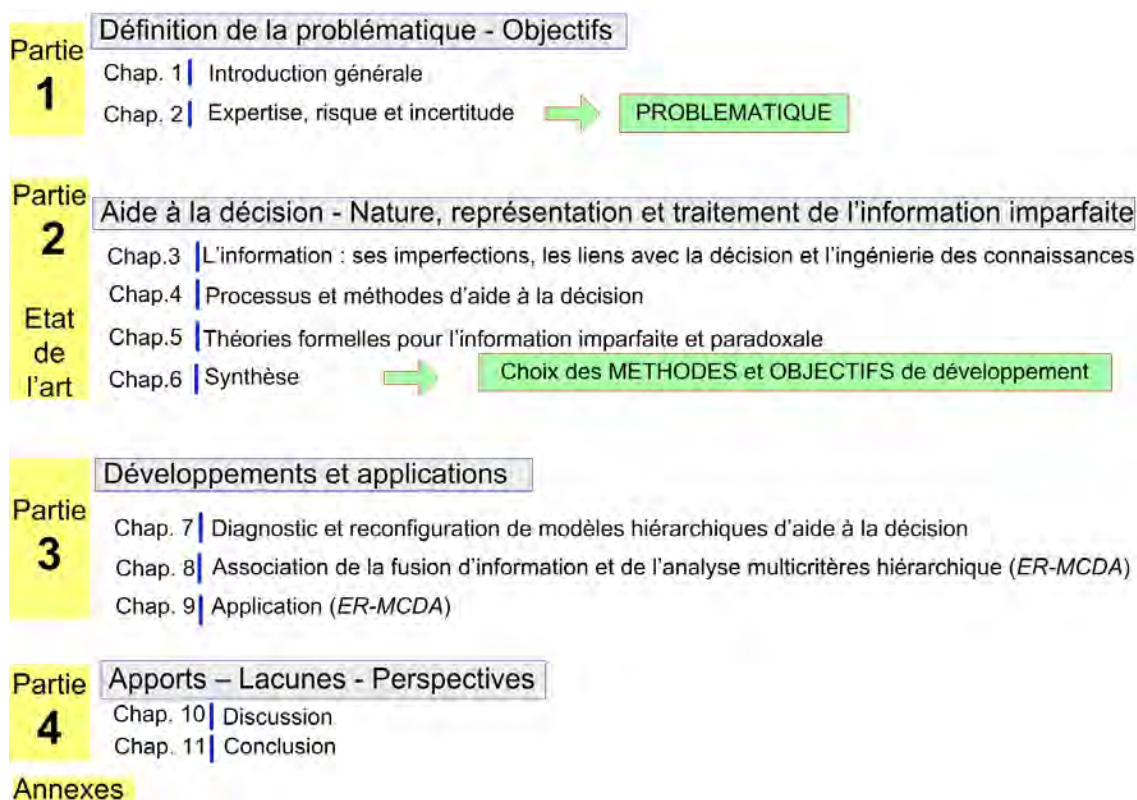 Partie
1
Définition de la problématique - Objectifs
Chap. 1 Introduction générale
Chap. 2 Expertise, risque et incertitude
PROBLEMATIQUE
Partie
2
Etat
de
l'art
Aide à la décision - Nature, représentation et traitement de l'information imparfaite
Chap.3 L'information : ses imperfections, les liens avec la décision et l'ingénierie des connaissances
Chap.4 Processus et méthodes d'aide à la décision
Chap.5 Théories formelles pour l'information imparfaite et paradoxale
Chap.6 Synthèse
Choix des METHODES et OBJECTIFS de développement
Partie
3
Développements et applications
Chap. 7 Diagnostic et reconfiguration de modèles hiérarchiques d'aide à la décision
Chap. 8 Association de la fusion d'information et de l'analyse multicritères hiérarchique (ER-MCDA)
Chap. 9 Application (ER-MCDA)
Partie
4
Apports – Lacunes - Perspectives
Chap. 10 Discussion
Chap. 11 Conclusion
Annexes